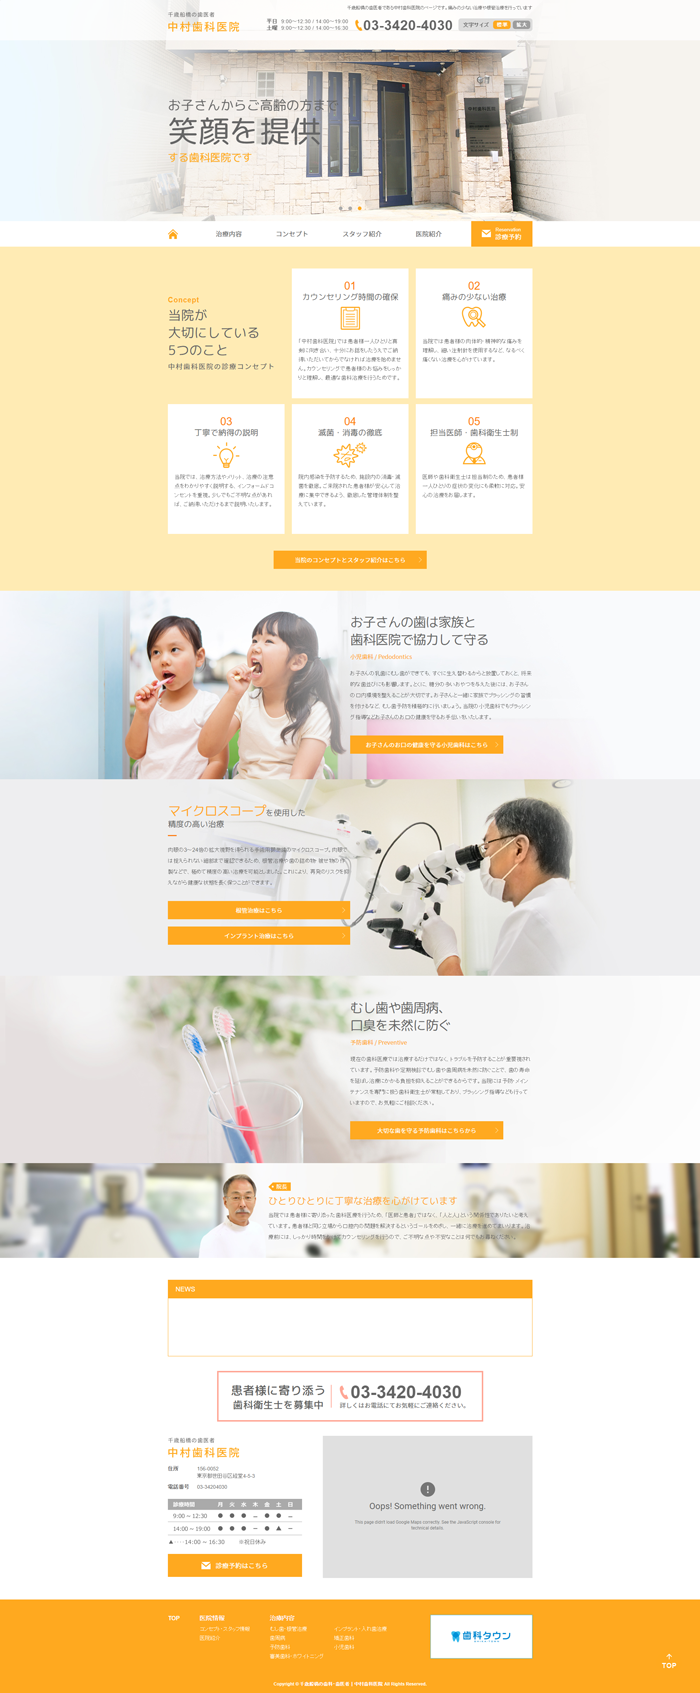 千歳船橋の歯医者である中村歯科医院のページです。痛みの少ない治療や根管治療を行っています
千歳船橋の歯医者
中村歯科医院
平日 9:00～12:30 / 14:00～19:00
土曜 9:00～12:30 / 14:00～16:30
03-3420-4030
文字サイズ 標準 拡大
お子さんからご高齢の方まで
笑顔を提供
する歯科医院です
中村歯科医院
治療内容
コンセプト
スタッフ紹介
医院紹介
Reservation
診療予約
Concept
当院が
大切にしている
5つのこと
中村歯科医院の診療コンセプト
01
カウンセリング時間の確保
「中村歯科医院」では患者様一人ひとりと真
剣に向き合い、十分にお話をしたうえでご納
得いただいてからでなければ治療を始めませ
ん。カウンセリングで患者様のお悩みをしっか
りと理解し、最適な歯科治療を行うためです。
02
痛みの少ない治療
当院では患者様の肉体的・精神的な痛みを
理解し、細い注射針を使用するなど、なるべく
痛くない治療を心がけています。
03
丁寧で納得の説明
当院では、治療方法やメリット、治療の注意
点をわかりやすく説明する、インフォームドコ
ンセントを重視。少しでもご不明な点があれ
ば、ご納得いただけるまで説明いたします。
04
滅菌・消毒の徹底
院内感染を予防するため、施設内の消毒・滅
菌を徹底。ご来院された患者様が安心して治
療に集中できるよう、徹底した管理体制を整
えています。
05
担当医師・歯科衛生士制
医師や歯科衛生士は担当制のため、患者様
一人ひとりの症状の変化にも柔軟に対応。安
心の治療をお届します。
当院のコンセプトとスタッフ紹介はこちら
お子さんの歯は家族と
歯科医院で協力して守る
小児歯科 / Pedodontics
お子さんの乳歯にむし歯ができても、すぐに生え替わるからと放置しておくと、将来
的な歯並びにも影響します。とくに、糖分の多いおやつを与えた後には、お子さん
の口内環境を整えることが大切です。お子さんと一緒に家族でブラッシングの習慣
を付けるなど、むし歯予防を積極的に行いましょう。当院の小児歯科でもブラッシン
グ指導などお子さんのお口の健康を守るお手伝いをいたします。
お子さんのお口の健康を守る小児歯科はこちら
マイクロスコープを使用した
精度の高い治療
肉眼の3～24倍の拡大視野を得られる手術用顕微鏡のマイクロスコープ。肉眼で
は捉えられない細部まで確認できるため、根管治療や歯の詰め物・被せ物の作
製などで、極めて精度の高い治療を可能としました。これにより、再発のリスクを抑
えながら健康な状態を長く保つことができます。
根管治療はこちら
インプラント治療はこちら
むし歯や歯周病、
口臭を未然に防ぐ
予防歯科 / Preventive
現在の歯科医療では治療するだけではなく、トラブルを予防することが重要視され
ています。予防歯科や定期検診でむし歯や歯周病を未然に防ぐことで、歯の寿命
を延ばし治療にかかる負担を抑えることができるからです。当院には予防・メイン
テナンスを専門に扱う歯科衛生士が常駐しており、ブラッシング指導なども行って
いますので、お気軽にご相談ください。
大切な歯を守る予防歯科はこちらから
院長
ひとりひとりに丁寧な治療を心がけています
当院では患者様に寄り添った歯科医療を行うため、「医師と患者」ではなく、「人と人」という関係性でありたいと考え
ています。患者様と同じ立場から口腔内の問題を解決するというゴールをめざし、一緒に治療を進めてまいります。治
療前には、しっかり時間をかけてカウンセリングを行うので、ご不明な点や不安なことは何でもお尋ねください。
NEWS
患者様に寄り添う
歯科衛生士を募集中
03-3420-4030
詳しくはお電話にてお気軽にご連絡ください。
千歳船橋の歯医者
中村歯科医院
住所 156-0052
東京都世田谷区経堂4-5-3
電話番号 03-34204030
診療時間 月 火 水 木 金 土 日
9:00 ~ 12:30 ● ● ● – ● ● –
14:00 ~ 19:00 ● ● ● – ● ▲ –
▲‥‥14:00 ~ 16:30 ※祝日休み
診療予約はこちら
Oops! Something went wrong.
This page didn't load Google Maps correctly. See the JavaScript console for
technical details.
TOP
医院情報
コンセプト・スタッフ情報
医院紹介
治療内容
むし歯・根管治療
歯周病
予防歯科
審美歯科・ホワイトニング
インプラント・入れ歯治療
矯正歯科
小児歯科
歯科タウン
TOP
Copyright © 千歳船橋の歯科・歯医者 | 中村歯科医院 All Rights Reserved.